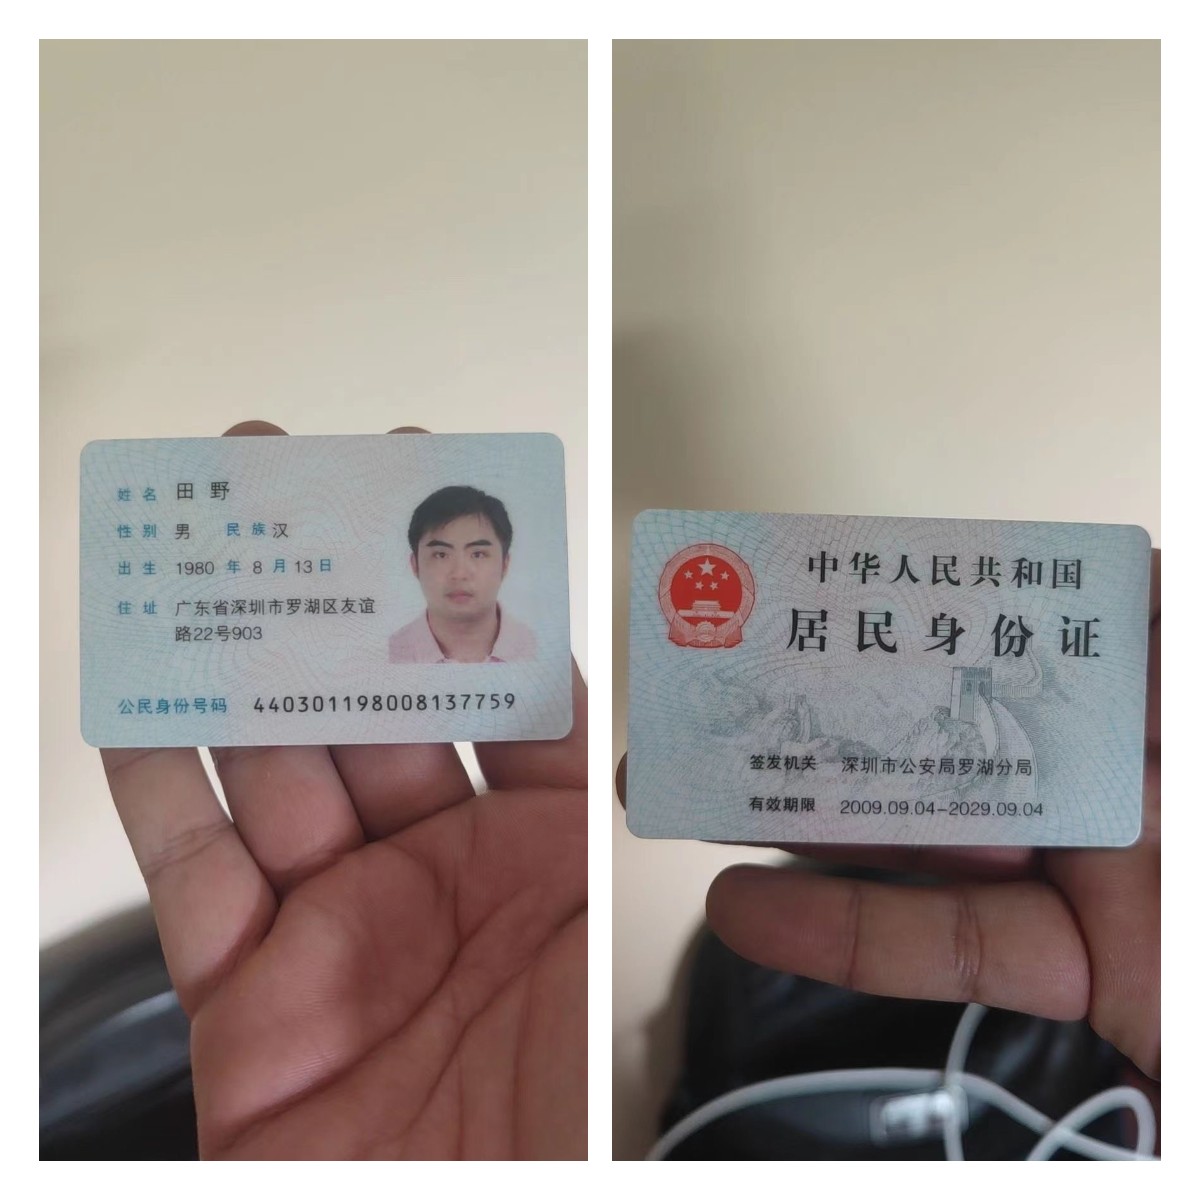 姓名 田野
性别 男 民族 汉
出生 1980 年 8 月 13 日
住址 广东省深圳市罗湖区友谊
路22号903
公民身份号码 440301198008137759
中华人民共和国
居民身份证
签发机关 深圳市公安局罗湖分局
有效期限 2009.09.04-2029.09.04